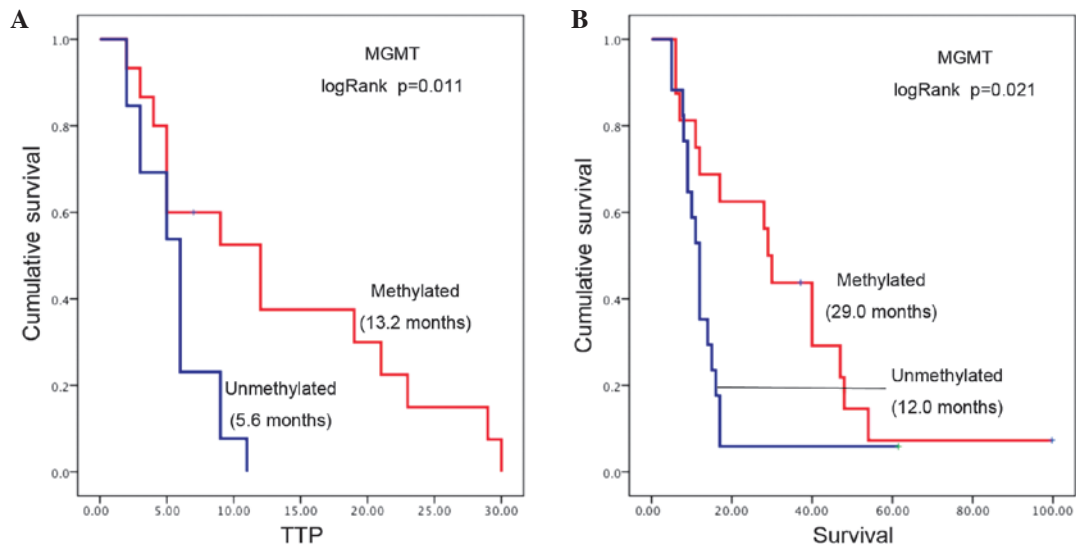 A
MGMT
logRank p=0.011
Cumulative survival
1.0
0.8
0.6
0.4
0.2
0.0
Methylated
(13.2 months)
Unmethylated
(5.6 months)
0.00 5.00 10.00 15.00 20.00 25.00 30.00
TTP
B
MGMT
logRank p=0.021
Cumulative survival
1.0
0.8
0.6
0.4
0.2
0.0
Methylated
(29.0 months)
Unmethylated
(12.0 months)
0.00 20.00 40.00 60.00 80.00 100.00
Survival